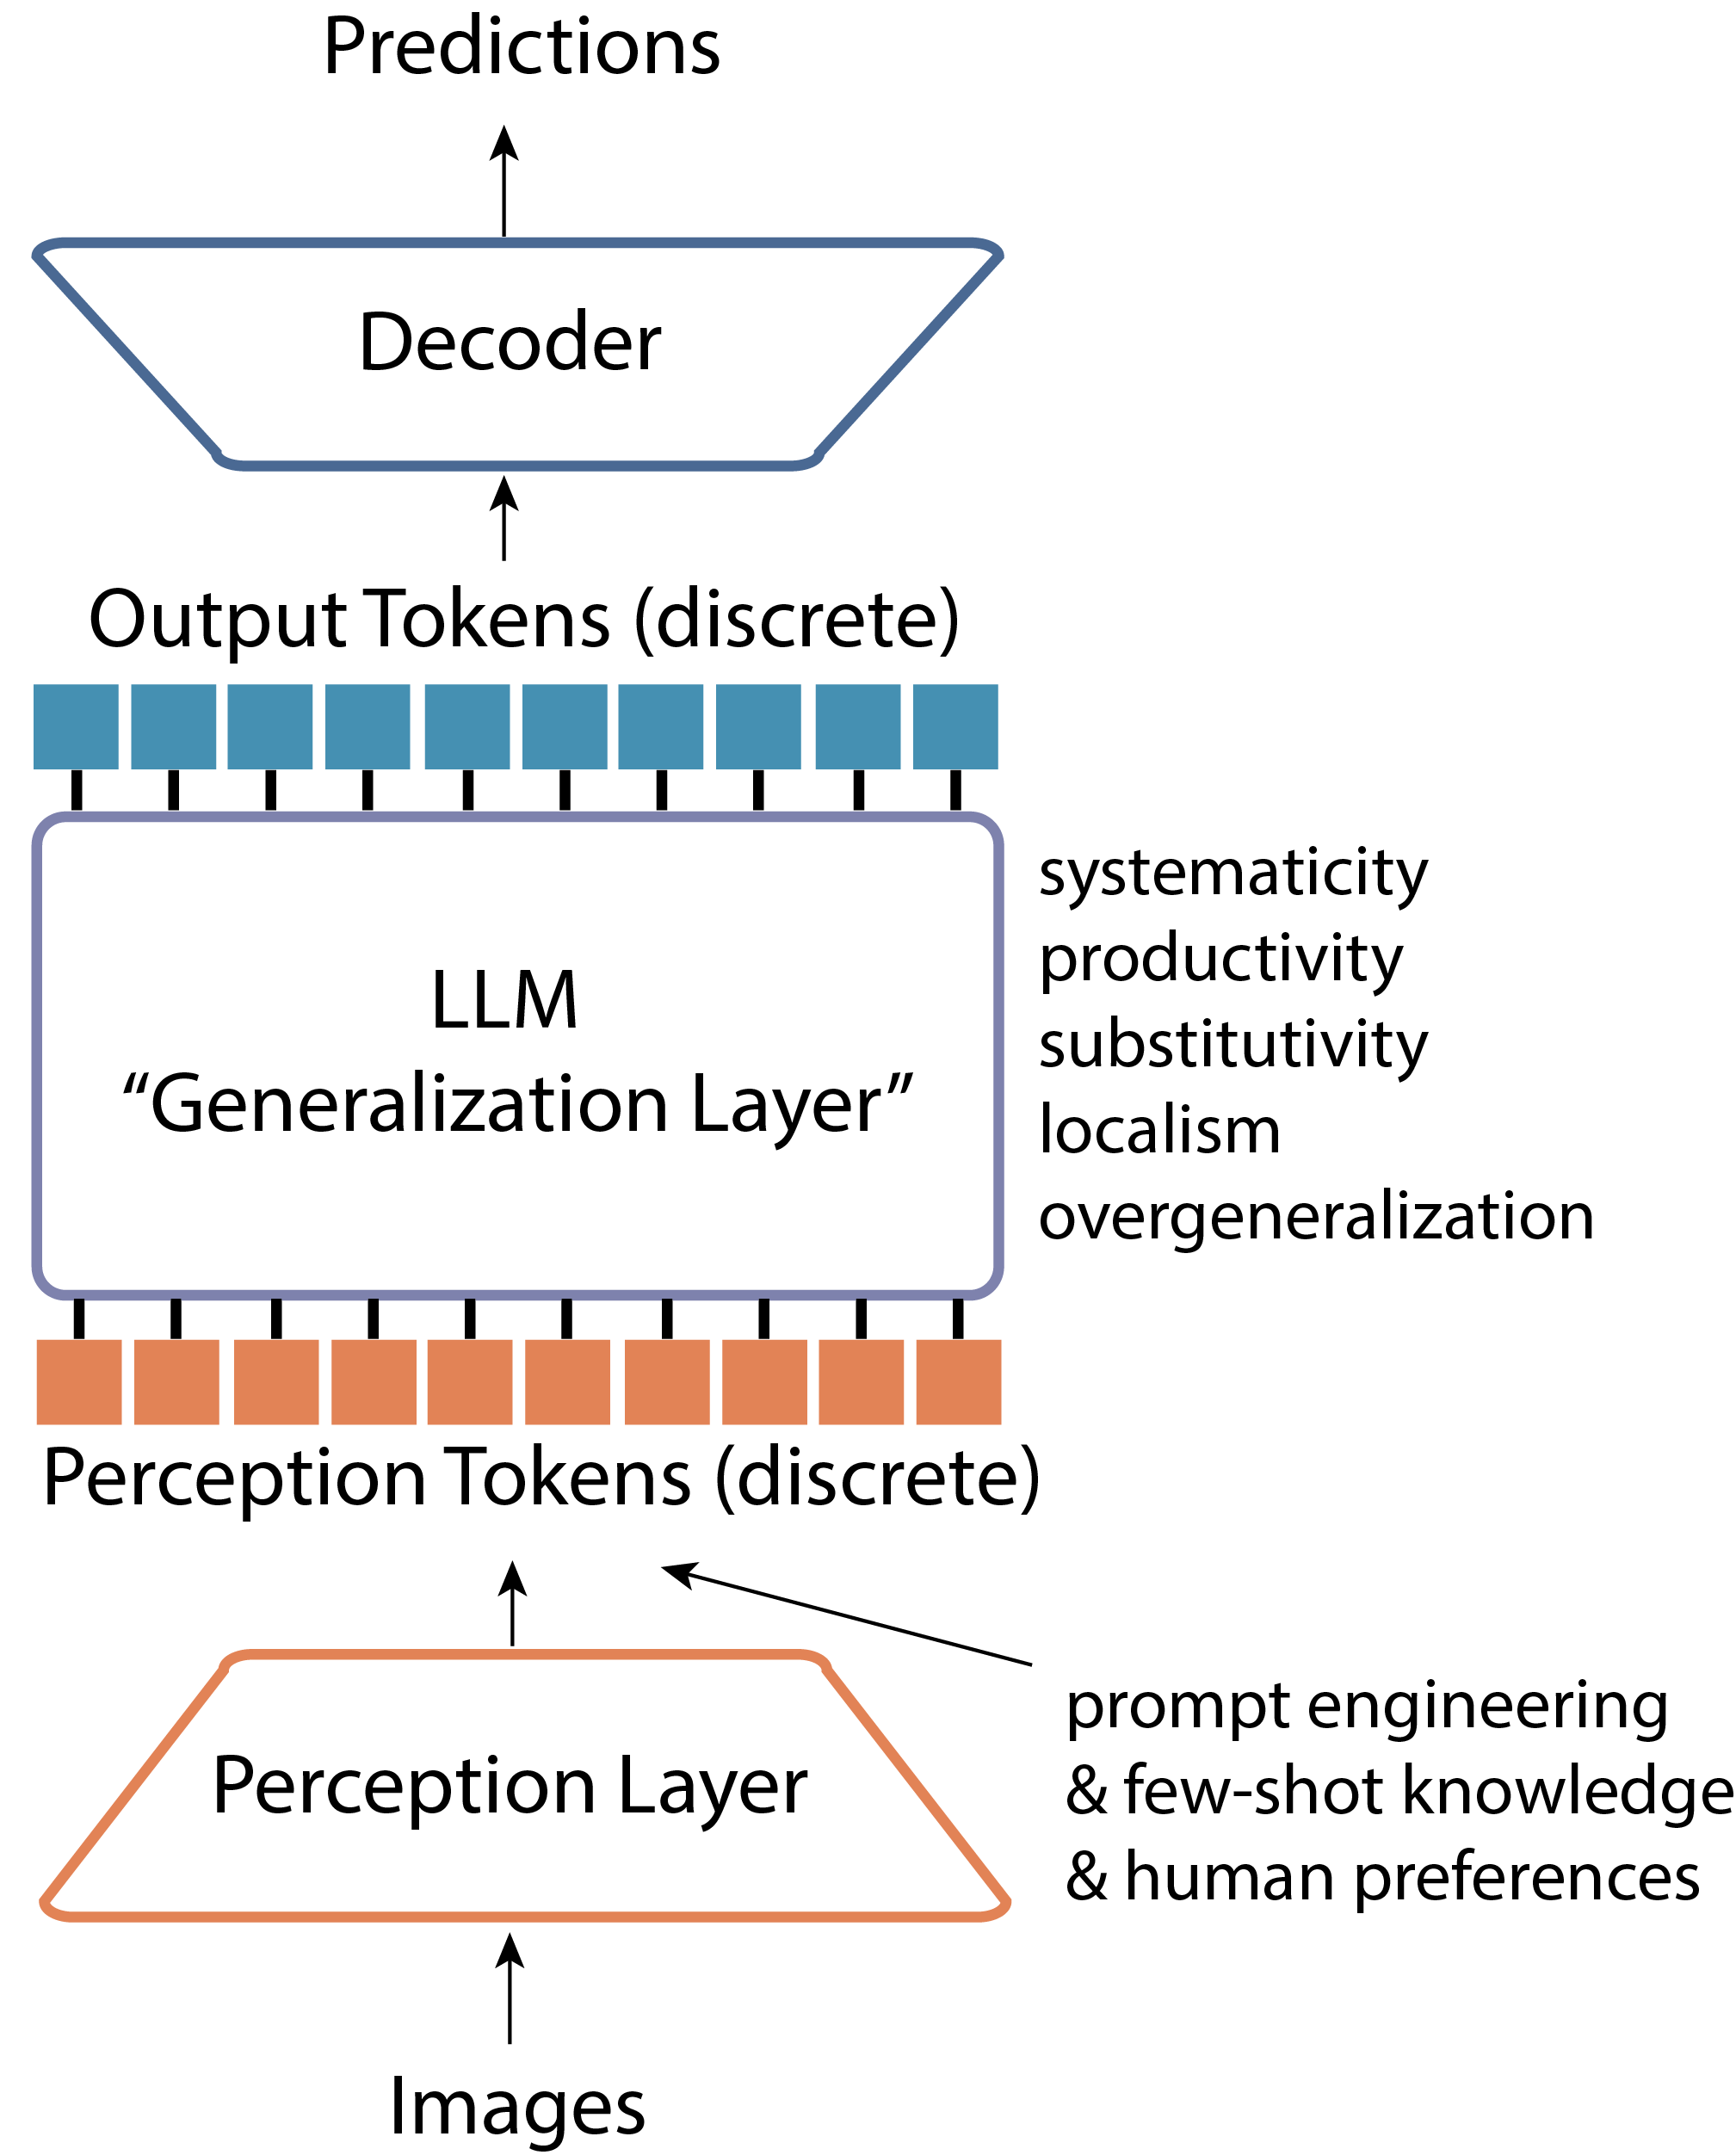 Predictions
Decoder
Output Tokens (discrete)
LLM
“Generalization Layer”
systematicity
productivity
substitutivity
localism
overgeneralization
Perception Tokens (discrete)
Perception Layer
prompt engineering
& few-shot knowledge
& human preferences
Images